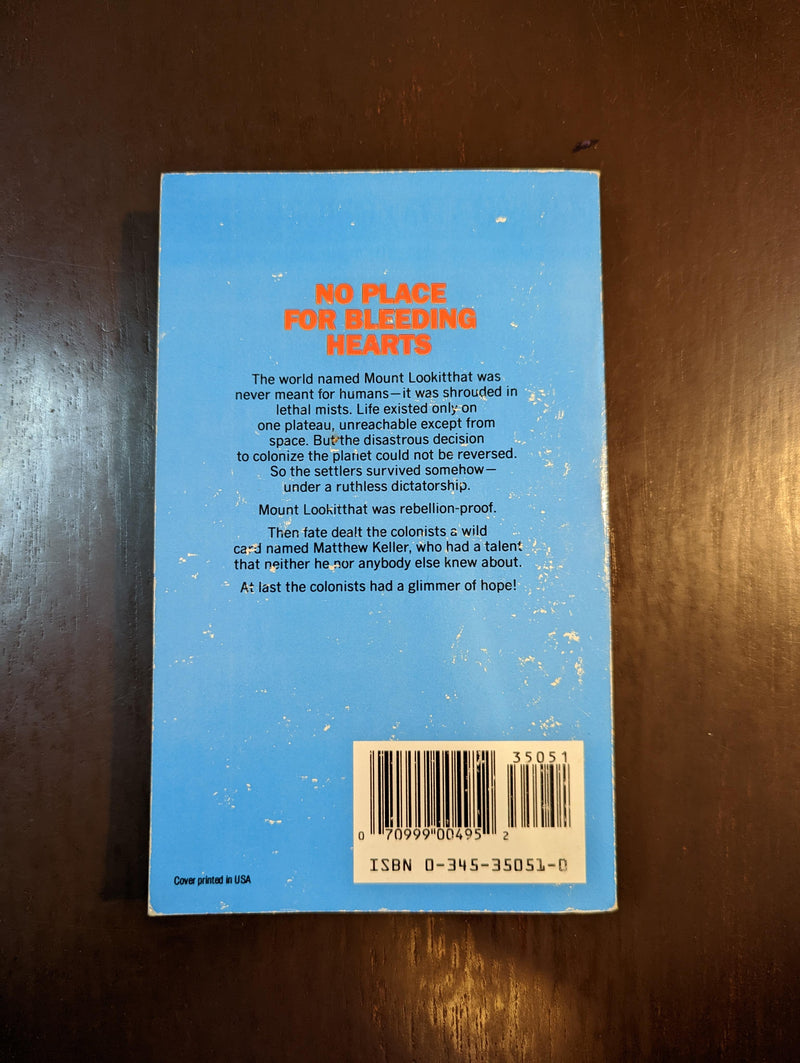 NO PLACE
FOR BLEEDING
HEARTS
The world named Mount Lookitthat was
never meant for humans—it was shrouded in
lethal mists. Life existed only on
one plateau, unreachable except from
space. But the disastrous decision
to colonize the planet could not be reversed.
So the settlers survived somehow—
under a ruthless dictatorship.
Mount Lookitthat was rebellion-proof.
Then fate dealt the colonists a wild
card named Matthew Keller, who had a talent
that neither he nor anybody else knew about.
At last the colonists had a glimmer of hope!
35051
0 70999 00495 2
ISBN 0-345-35051-0
Cover printed in USA